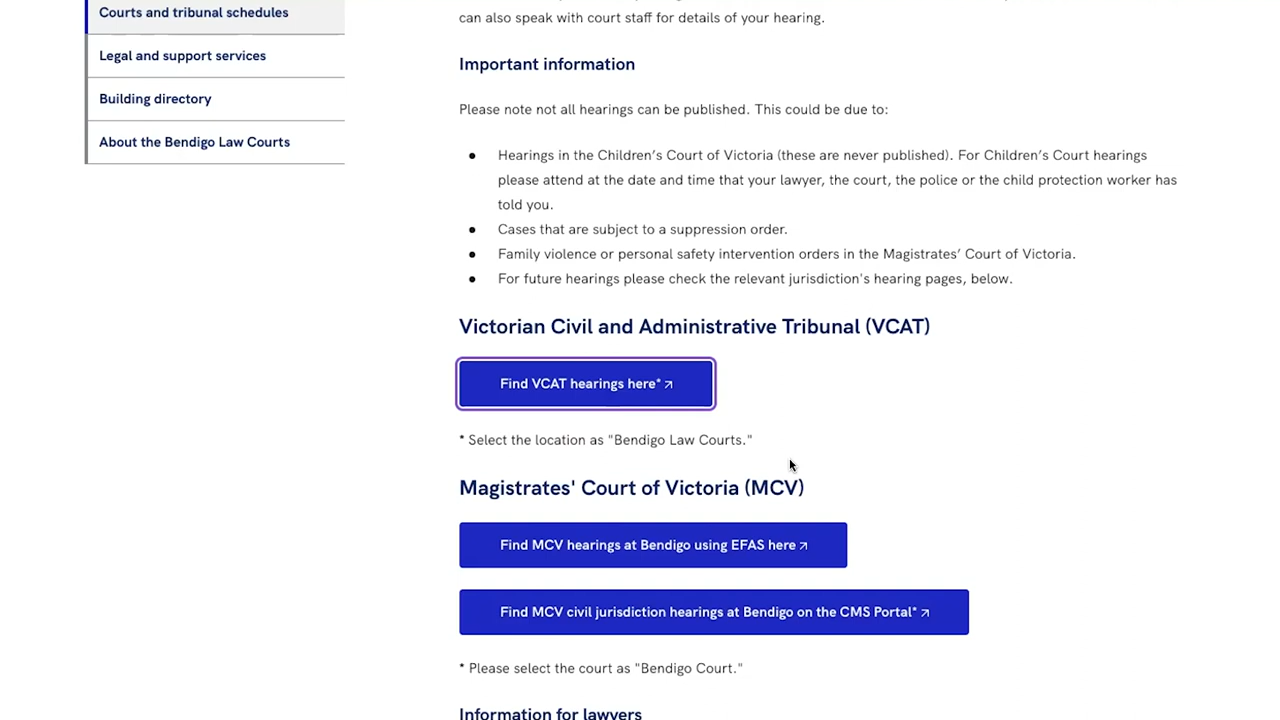 Courts and tribunal schedules
Legal and support services
Building directory
About the Bendigo Law Courts
can also speak with court staff for details of your hearing.
Important information
Please note not all hearings can be published. This could be due to:
● Hearings in the Children’s Court of Victoria (these are never published). For Children’s Court hearings
please attend at the date and time that your lawyer, the court, the police or the child protection worker has
told you.
● Cases that are subject to a suppression order.
● Family violence or personal safety intervention orders in the Magistrates’ Court of Victoria.
● For future hearings please check the relevant jurisdiction's hearing pages, below.
Victorian Civil and Administrative Tribunal (VCAT)
Find VCAT hearings here* ↗
* Select the location as "Bendigo Law Courts."
Magistrates' Court of Victoria (MCV)
Find MCV hearings at Bendigo using EFAS here ↗
Find MCV civil jurisdiction hearings at Bendigo on the CMS Portal* ↗
* Please select the court as "Bendigo Court."
Information for lawyers